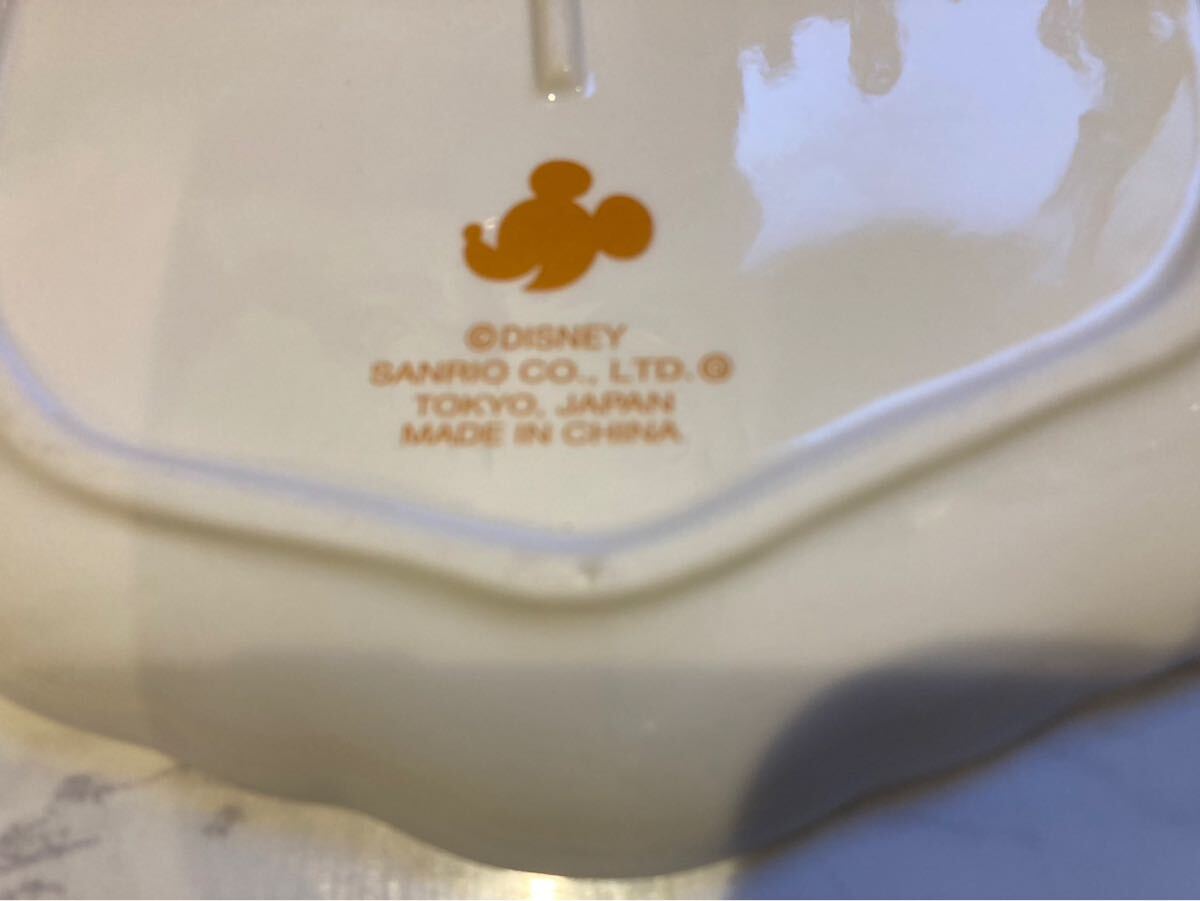 ©DISNEY
SANRIO CO., LTD.
TOKYO, JAPAN
MADE IN CHINA